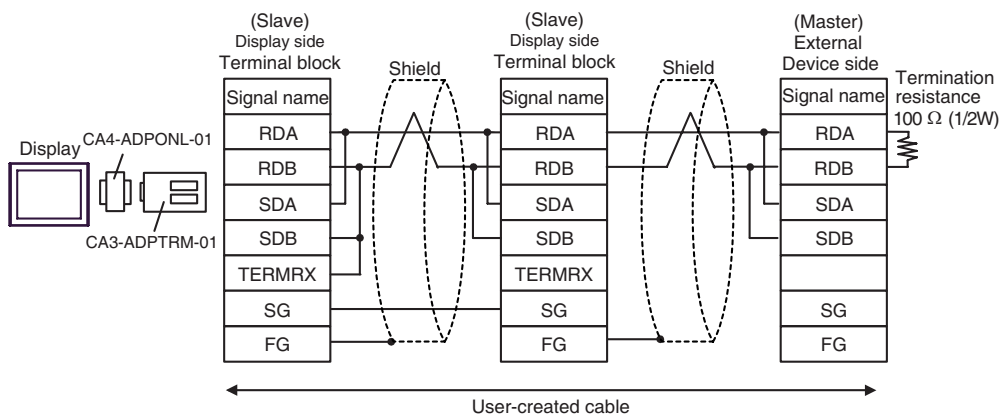 (Slave)
Display side
Terminal block
(Slave)
Display side
Terminal block
(Master)
External
Device side
Shield
Shield
Termination
resistance
100 Ω (1/2W)
Display
CA4-ADPONL-01
CA3-ADPTRM-01
Signal name
RDA
RDB
SDA
SDB
TERMRX
SG
FG
Signal name
RDA
RDB
SDA
SDB
TERMRX
SG
FG
Signal name
RDA
RDB
SDA
SDB
SG
FG
User-created cable